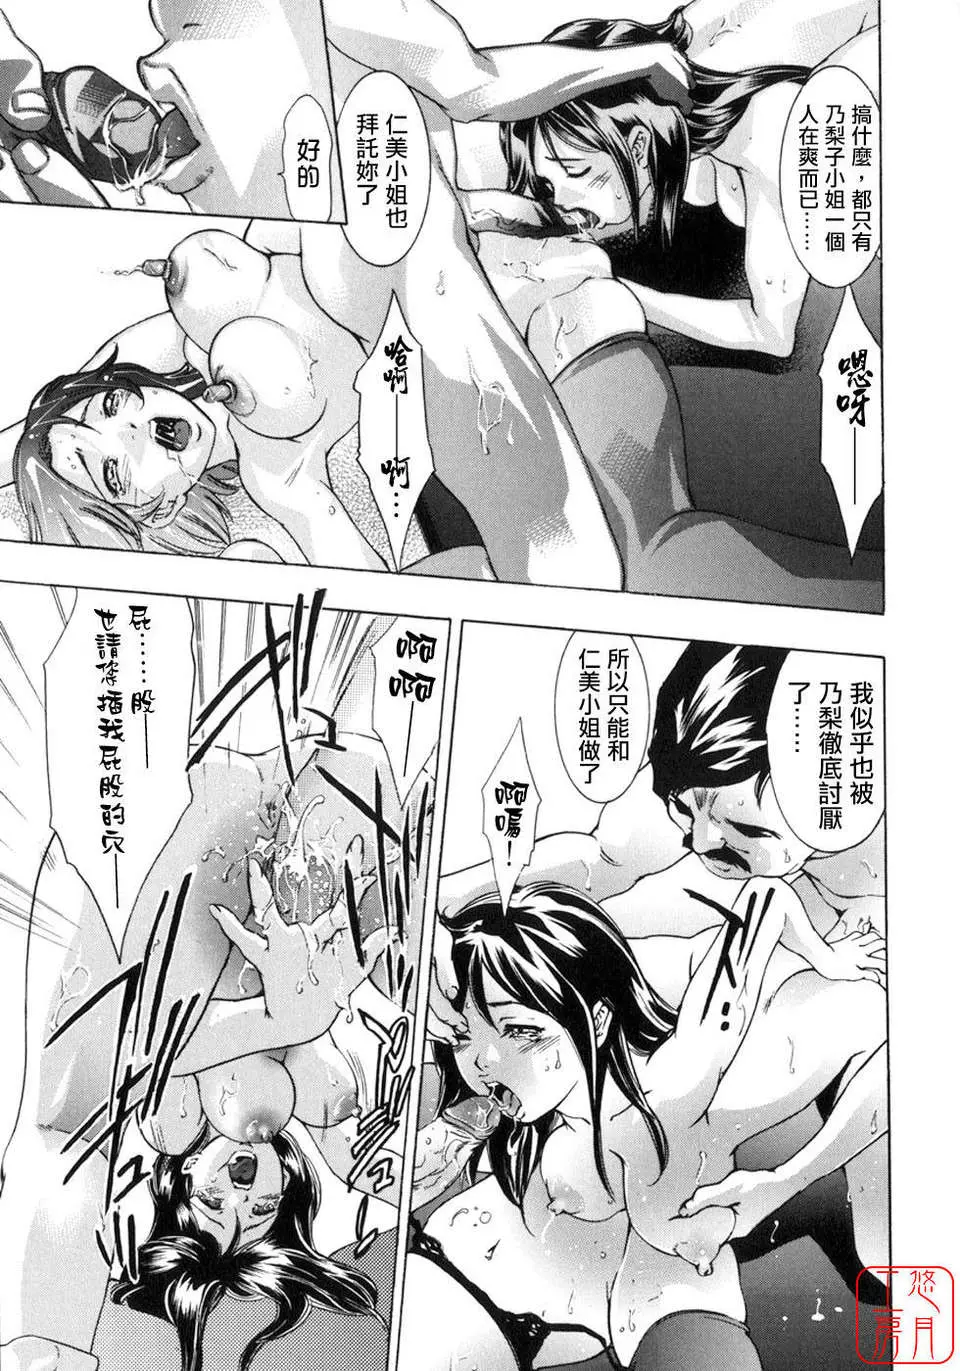 搞什麼，都只有
乃梨子小姐一個
人在爽而已……
嗯呀
仁美小姐也
拜託妳了
好的
哈啊
啊…
我似乎也被
乃梨徹底討厭
了……
所以只能和
仁美小姐做了
啊嗚！
啊啊
屁……股
也請您插我屁股的穴
悠月工房